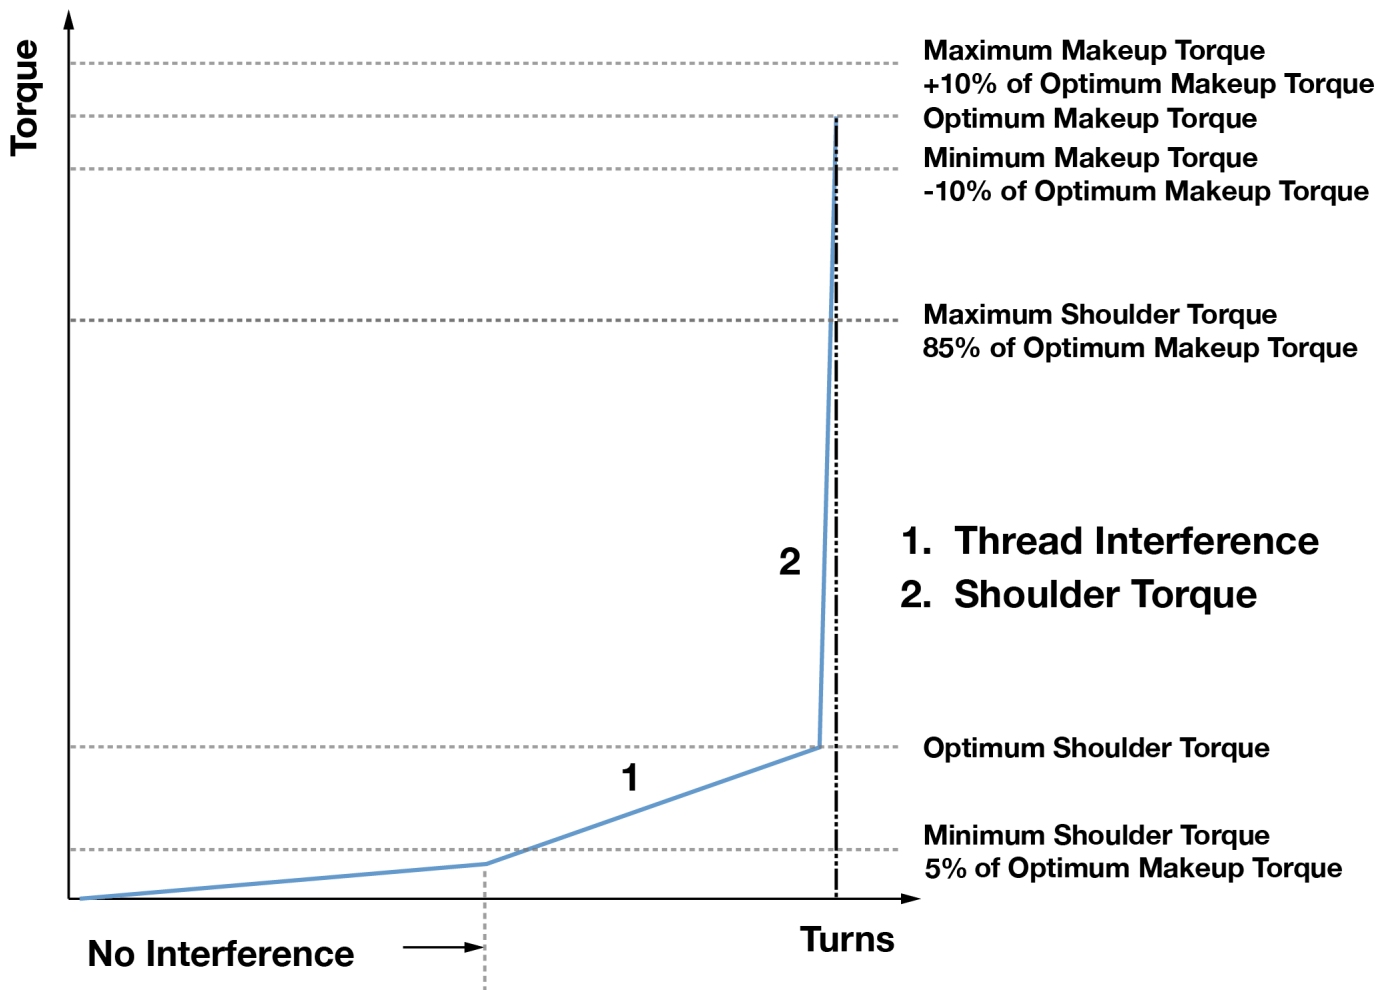 Torque
Maximum Makeup Torque
+10% of Optimum Makeup Torque
Optimum Makeup Torque
Minimum Makeup Torque
-10% of Optimum Makeup Torque
Maximum Shoulder Torque
85% of Optimum Makeup Torque
2
1. Thread Interference
2. Shoulder Torque
1
Optimum Shoulder Torque
Minimum Shoulder Torque
5% of Optimum Makeup Torque
No Interference
Turns